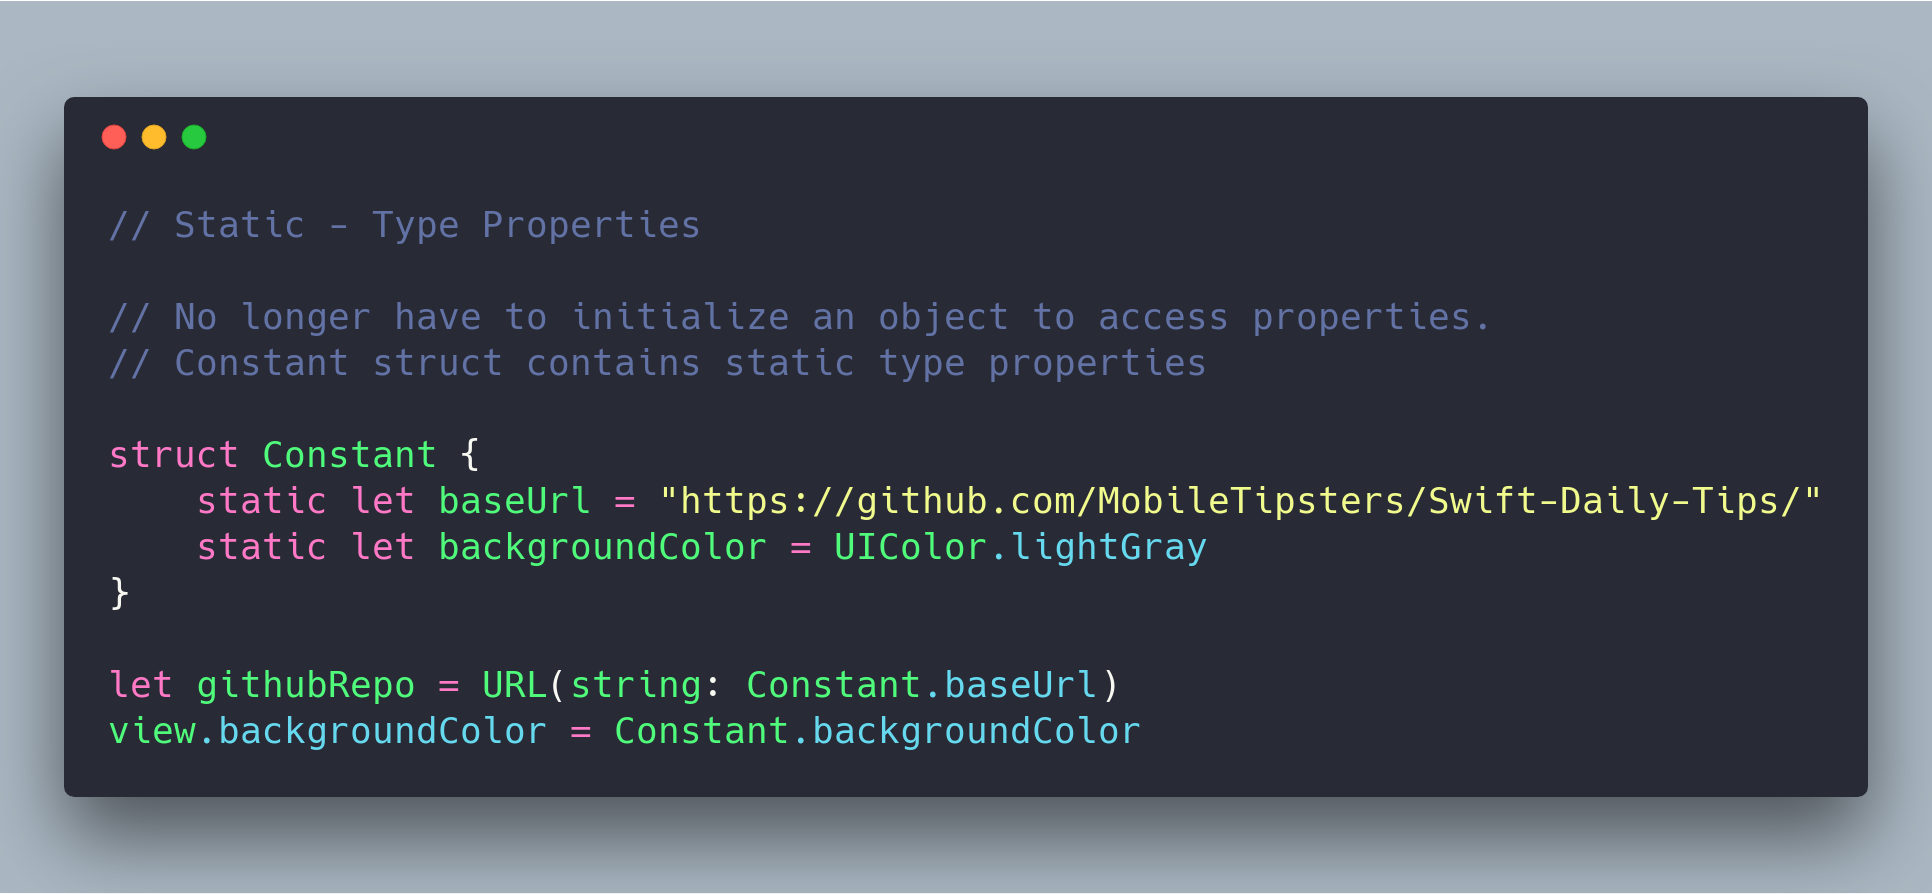 // Static - Type Properties
// No longer have to initialize an object to access properties.
// Constant struct contains static type properties
struct Constant {
    static let baseUrl = "https://github.com/MobileTipsters/Swift-Daily-Tips/"
    static let backgroundColor = UIColor.lightGray
}
let githubRepo = URL(string: Constant.baseUrl)
view.backgroundColor = Constant.backgroundColor